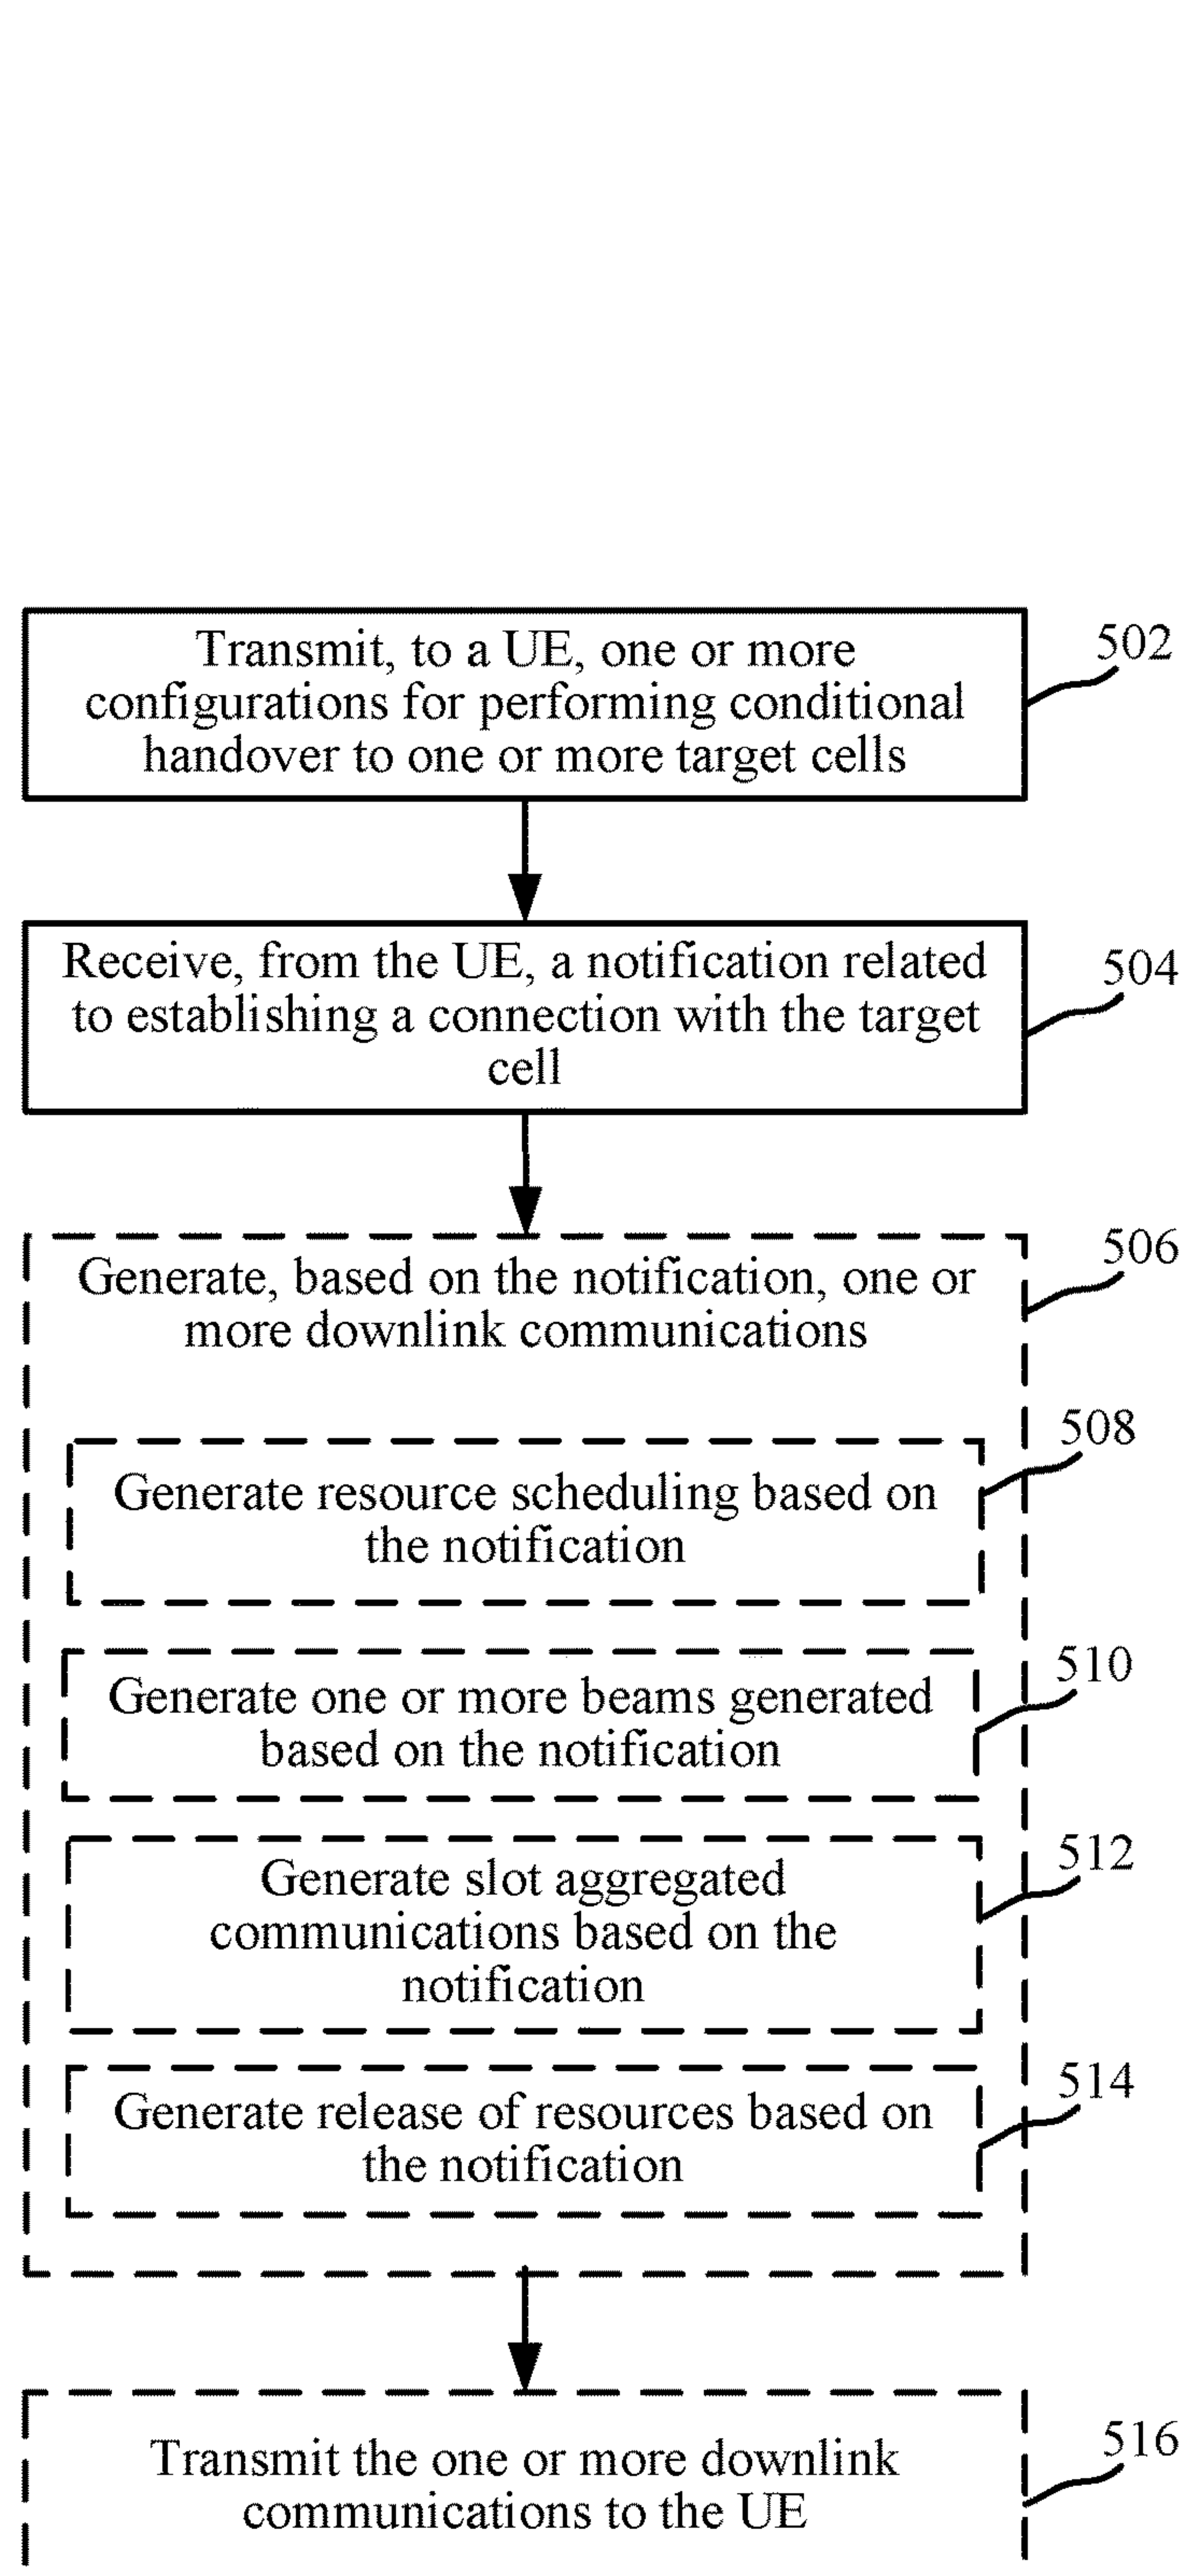 Transmit, to a UE, one or more
configurations for performing conditional
handover to one or more target cells
502
Receive, from the UE, a notification related
to establishing a connection with the target
cell
504
Generate, based on the notification, one or
more downlink communications
506
Generate resource scheduling based on
the notification
508
Generate one or more beams generated
based on the notification
510
Generate slot aggregated
communications based on the
notification
512
Generate release of resources based on
the notification
514
Transmit the one or more downlink
communications to the UE
516